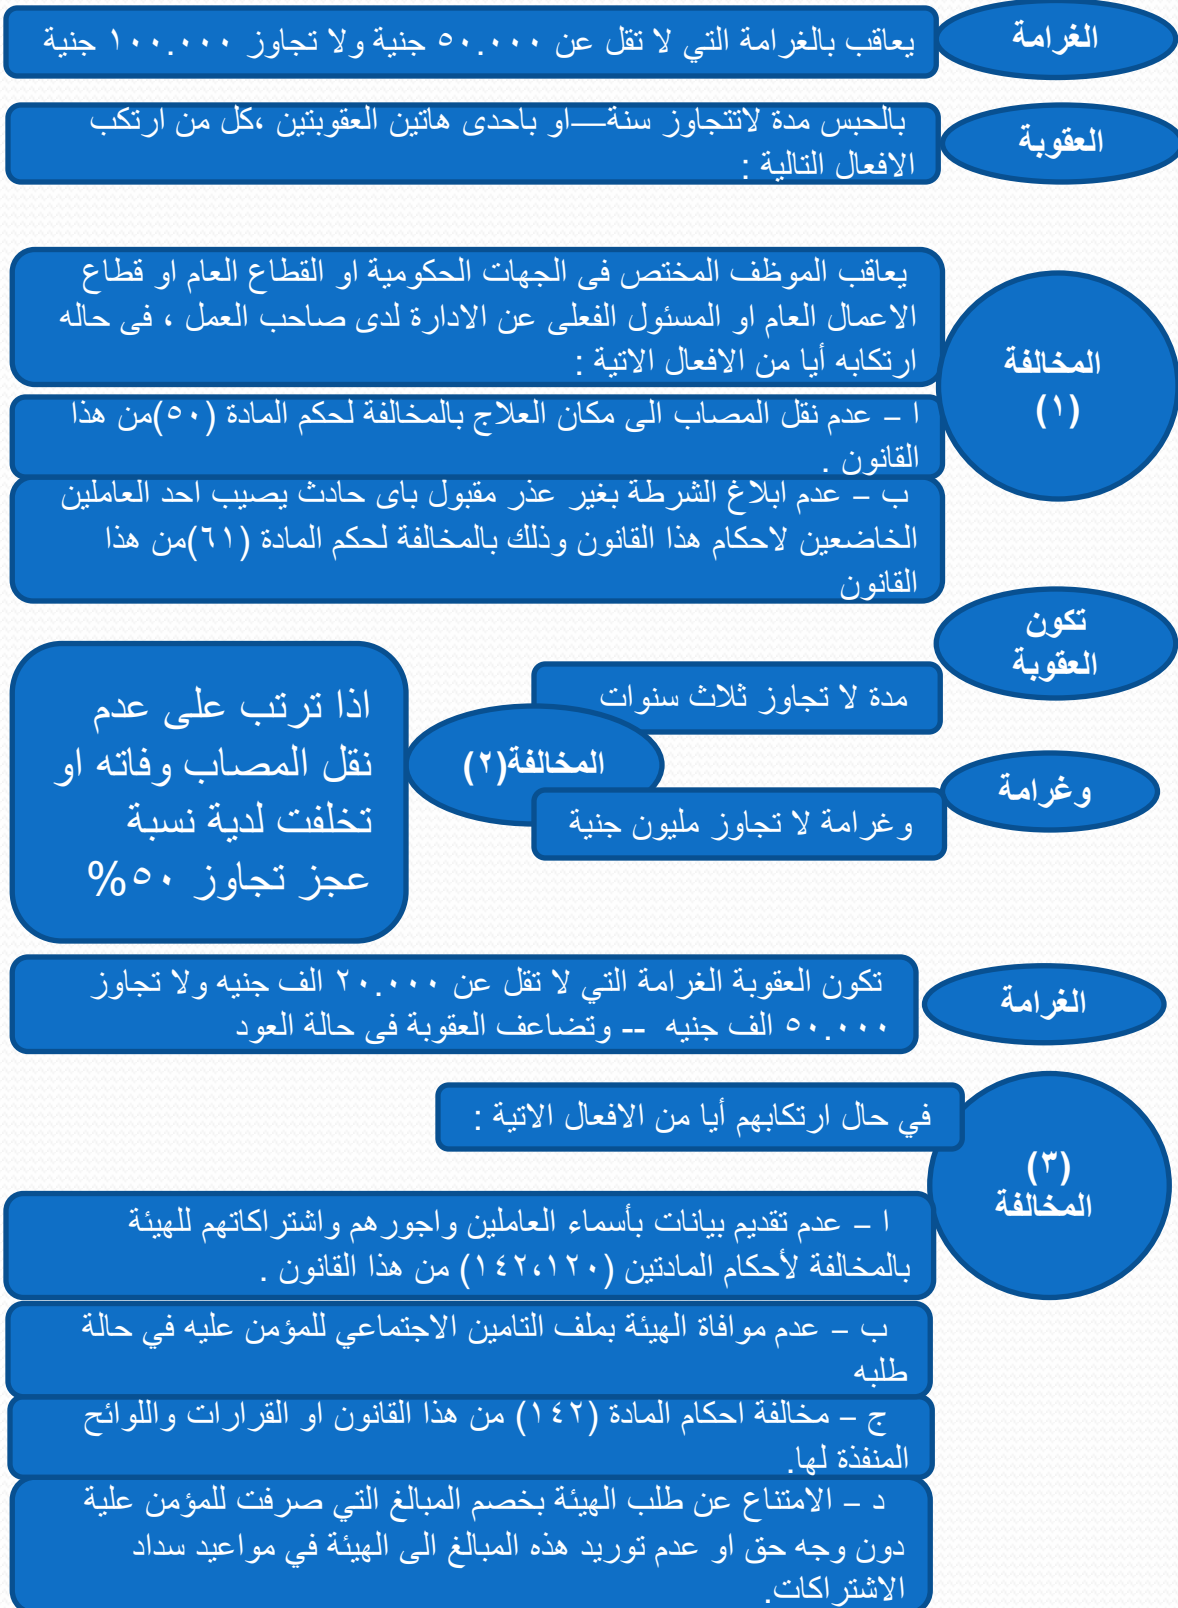 الغرامة
يعاقب بالغرامة التي لا تقل عن ٥٠.٠٠٠ جنية ولا تجاوز ١٠٠.٠٠٠ جنية
العقوبة
بالحبس مدة لاتتجاوز سنة—او باحدى هاتين العقوبتين ،كل من ارتكب
الافعال التالية :
المخالفة
(١)
يعاقب الموظف المختص فى الجهات الحكومية او القطاع العام او قطاع
الاعمال العام او المسئول الفعلى عن الادارة لدى صاحب العمل ، فى حاله
ارتكابه أيا من الافعال الاتية :
ا – عدم نقل المصاب الى مكان العلاج بالمخالفة لحكم المادة (٥٠)من هذا
القانون .
ب – عدم ابلاغ الشرطة بغير عذر مقبول باى حادث يصيب احد العاملين
الخاضعين لاحكام هذا القانون وذلك بالمخالفة لحكم المادة (٦١)من هذا
القانون
تكون
العقوبة
مدة لا تجاوز ثلاث سنوات
وغرامة
وغرامة لا تجاوز مليون جنية
المخالفة(٢)
اذا ترتب على عدم
نقل المصاب وفاته او
تخلفت لدية نسبة
عجز تجاوز ٥٠%
الغرامة
تكون العقوبة الغرامة التي لا تقل عن ٢٠.٠٠٠ الف جنيه ولا تجاوز
٥٠.٠٠٠ الف جنيه -- وتضاعف العقوبة فى حالة العود
(٣)
المخالفة
في حال ارتكابهم أيا من الافعال الاتية :
ا – عدم تقديم بيانات بأسماء العاملين واجورهم واشتراكاتهم للهيئة
بالمخالفة لأحكام المادتين (١٤٢،١٢٠) من هذا القانون .
ب – عدم موافاة الهيئة بملف التامين الاجتماعي للمؤمن عليه في حالة
طلبه
ج – مخالفة احكام المادة (١٤٢) من هذا القانون او القرارات واللوائح
المنفذة لها.
د – الامتناع عن طلب الهيئة بخصم المبالغ التي صرفت للمؤمن علية
دون وجه حق او عدم توريد هذه المبالغ الى الهيئة في مواعيد سداد
الاشتراكات.